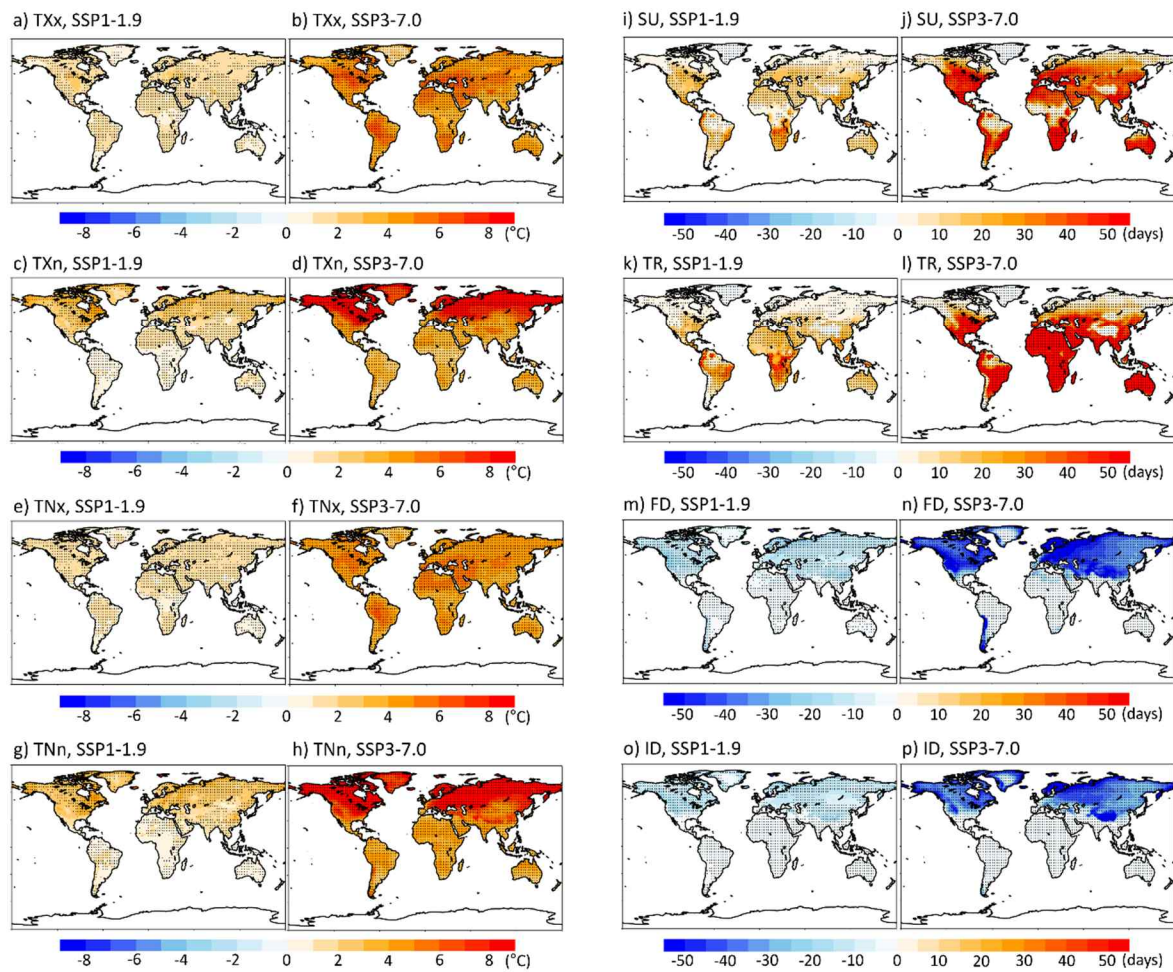 a) TXx, SSP1-1.9
b) TXx, SSP3-7.0
-8 -6 -4 -2 0 2 4 6 8 (°C)
c) TXn, SSP1-1.9
d) TXn, SSP3-7.0
-8 -6 -4 -2 0 2 4 6 8 (°C)
e) TNx, SSP1-1.9
f) TNx, SSP3-7.0
-8 -6 -4 -2 0 2 4 6 8 (°C)
g) TNn, SSP1-1.9
h) TNn, SSP3-7.0
-8 -6 -4 -2 0 2 4 6 8 (°C)
i) SU, SSP1-1.9
j) SU, SSP3-7.0
-50 -40 -30 -20 -10 0 10 20 30 40 50 (days)
k) TR, SSP1-1.9
l) TR, SSP3-7.0
-50 -40 -30 -20 -10 0 10 20 30 40 50 (days)
m) FD, SSP1-1.9
n) FD, SSP3-7.0
-50 -40 -30 -20 -10 0 10 20 30 40 50 (days)
o) ID, SSP1-1.9
p) ID, SSP3-7.0
-50 -40 -30 -20 -10 0 10 20 30 40 50 (days)